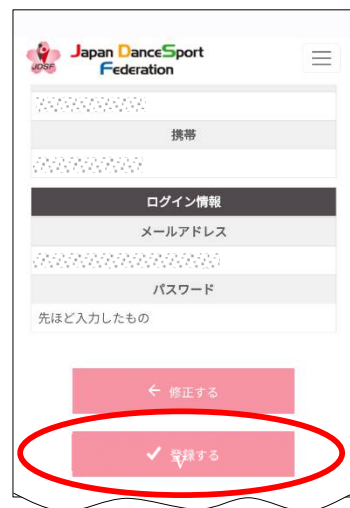 JDSF
Japan DanceSport
Federation
携帯
ログイン情報
メールアドレス
パスワード
先ほど入力したもの
← 修正する
✓ 登録する
V